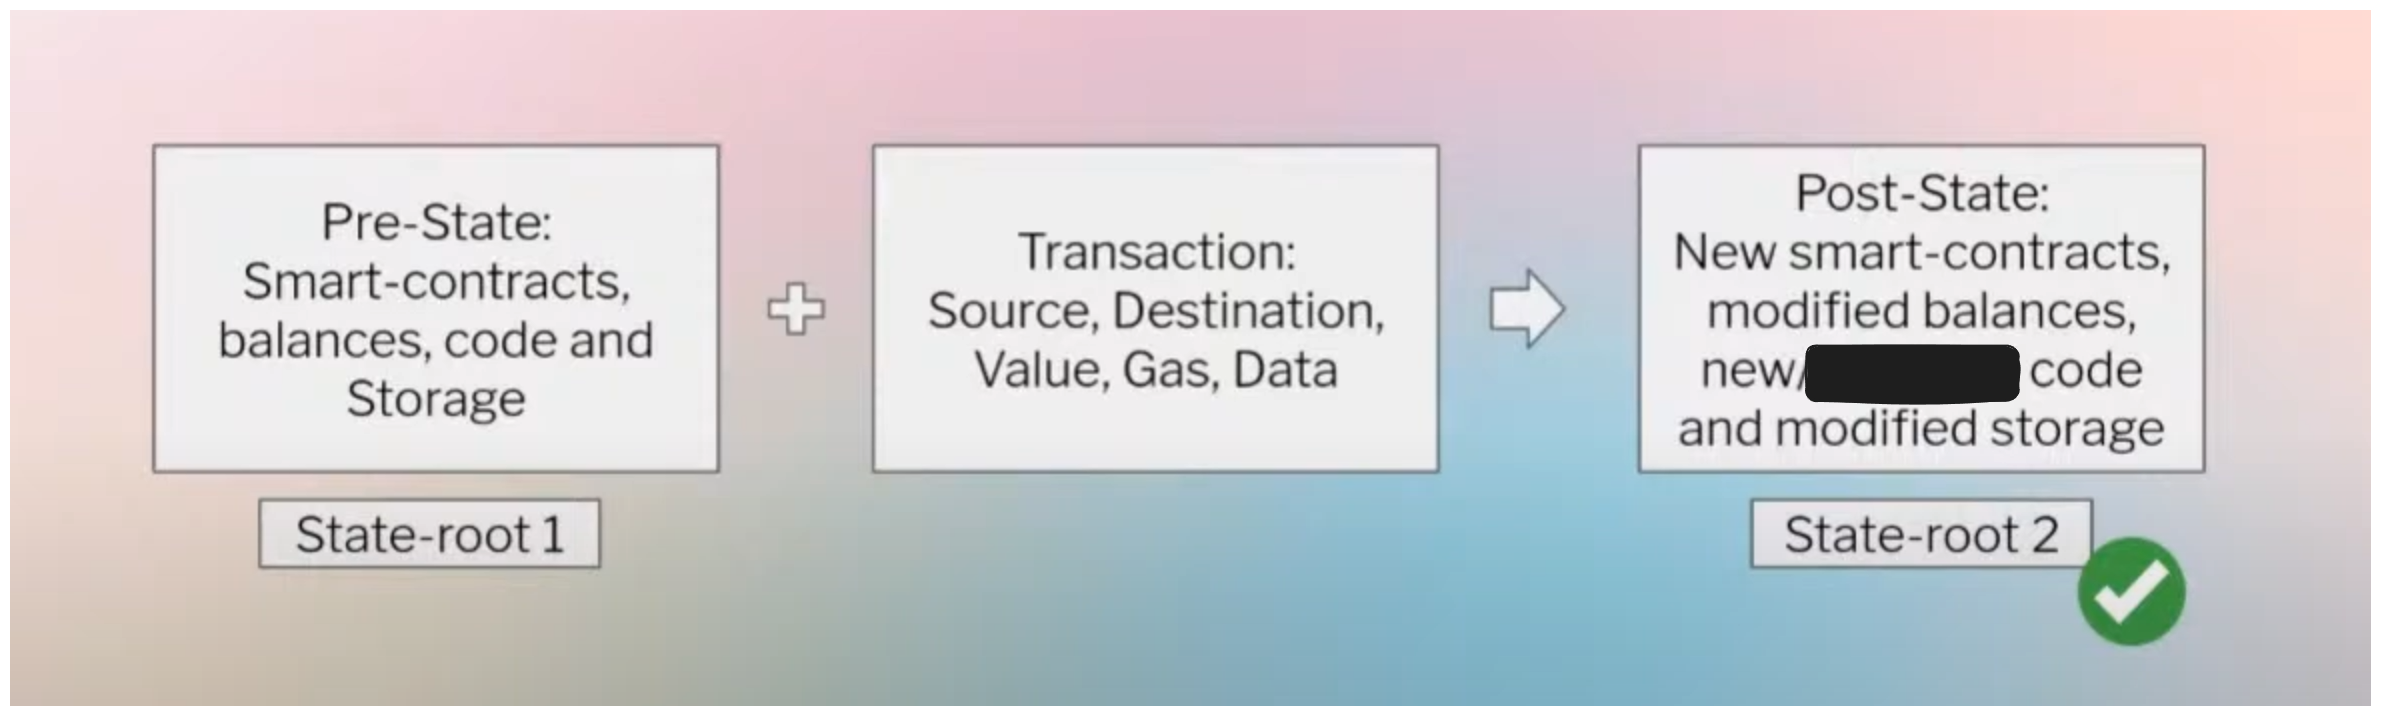 Pre-State:
Smart-contracts,
balances, code and
Storage
State-root 1
Transaction:
Source, Destination,
Value, Gas, Data
Post-State:
New smart-contracts,
modified balances,
new/ code
and modified storage
State-root 2